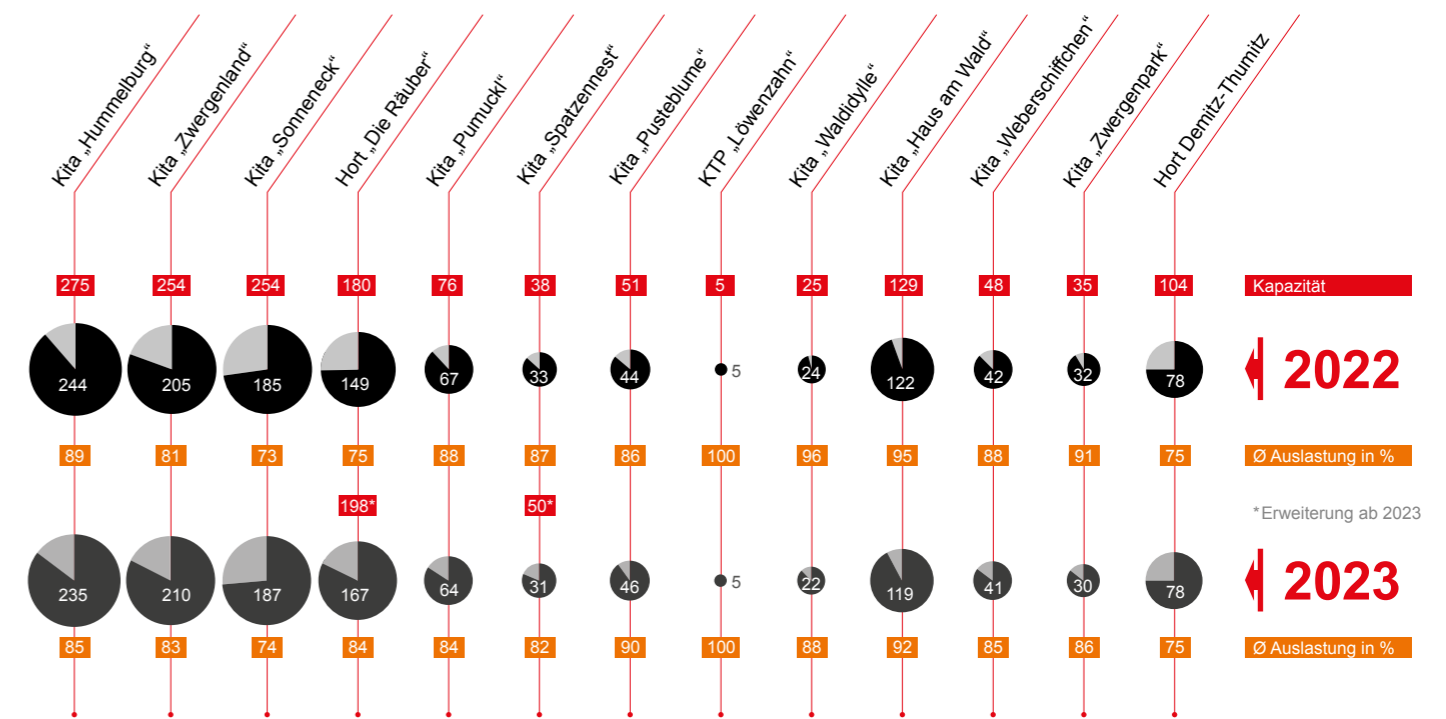 Kita „Hummelburg“
Kita „Zwergenland“
Kita „Sonneneck“
Hort „Die Räuber“
Kita „Pumuckl“
Kita „Spatzennest“
Kita „Pusteblume“
KTP „Löwenzahn“
Kita „Waldidylle“
Kita „Haus am Wald“
Kita „Weberschiffchen“
Kita „Zwergenpark“
Hort Demitz-Thumitz
275 254 254 180 76 38 51 5 25 129 48 35 104 Kapazität
244 205 185 149 67 33 44 5 24 122 42 32 78 2022
89 81 73 75 88 87 86 100 96 95 88 91 75 Ø Auslastung in %
198* 50* *Erweiterung ab 2023
235 210 187 167 64 31 46 5 22 119 41 30 78 2023
85 83 74 84 84 82 90 100 88 92 85 86 75 Ø Auslastung in %